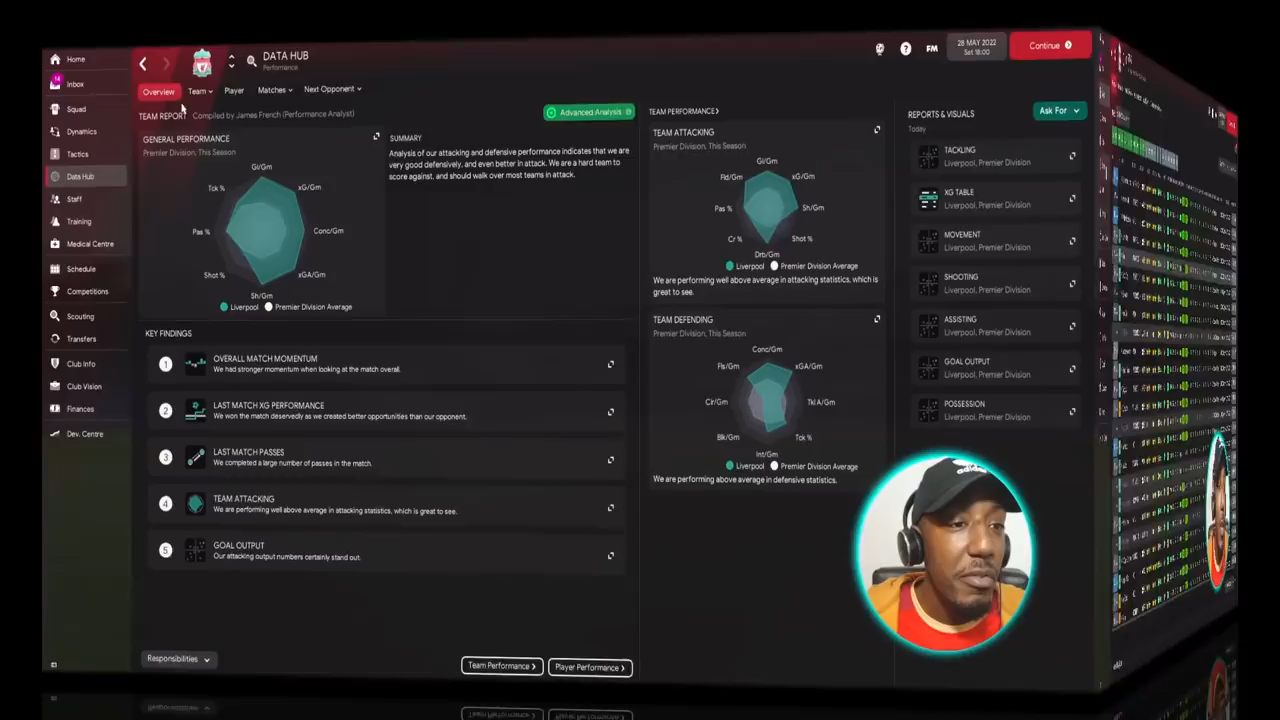 Home
Inbox
Squad
Dynamics
Tactics
Data Hub
Staff
Training
Medical Centre
Schedule
Competitions
Scouting
Transfers
Club Info
Club Vision
Finances
Dev. Centre
DATA HUB
Performance
FM
28 MAY 2022
Sat 18:00
Continue
Overview
Team
Player
Matches
Next Opponent
TEAM REPORT
Compiled by James French (Performance Analyst)
Advanced Analysis
GENERAL PERFORMANCE
Premier Division, This Season
Gl/Gm
xG/Gm
Conc/Gm
xGA/Gm
Sh/Gm
Shot %
Pas %
Tck %
Liverpool
Premier Division Average
SUMMARY
Analysis of our attacking and defensive performance indicates that we are
very good defensively, and even better in attack. We are a hard team to
score against, and should walk over most teams in attack.
KEY FINDINGS
1
OVERALL MATCH MOMENTUM
We had stronger momentum when looking at the match overall.
2
LAST MATCH XG PERFORMANCE
We won the match deservedly as we created better opportunities than our opponent.
3
LAST MATCH PASSES
We completed a large number of passes in the match.
4
TEAM ATTACKING
We are performing well above average in attacking statistics, which is great to see.
5
GOAL OUTPUT
Our attacking output numbers certainly stand out.
Responsibilities
Team Performance >
Player Performance >
TEAM PERFORMANCE >
TEAM ATTACKING
Premier Division, This Season
Gl/Gm
xG/Gm
Sh/Gm
Shot %
Drb/Gm
Cr %
Pas %
Fld/Gm
Liverpool
Premier Division Average
We are performing well above average in attacking statistics, which is
great to see.
TEAM DEFENDING
Premier Division, This Season
Conc/Gm
xGA/Gm
Tkl A/Gm
Tck %
Int/Gm
Blk/Gm
Clr/Gm
Fls/Gm
Liverpool
Premier Division Average
We are performing above average in defensive statistics.
REPORTS & VISUALS
Today
Ask For
TACKLING
Liverpool, Premier Division
XG TABLE
Liverpool, Premier Division
MOVEMENT
Liverpool, Premier Division
SHOOTING
Liverpool, Premier Division
ASSISTING
Liverpool, Premier Division
GOAL OUTPUT
Liverpool, Premier Division
POSSESSION
Liverpool, Premier Division
adidas